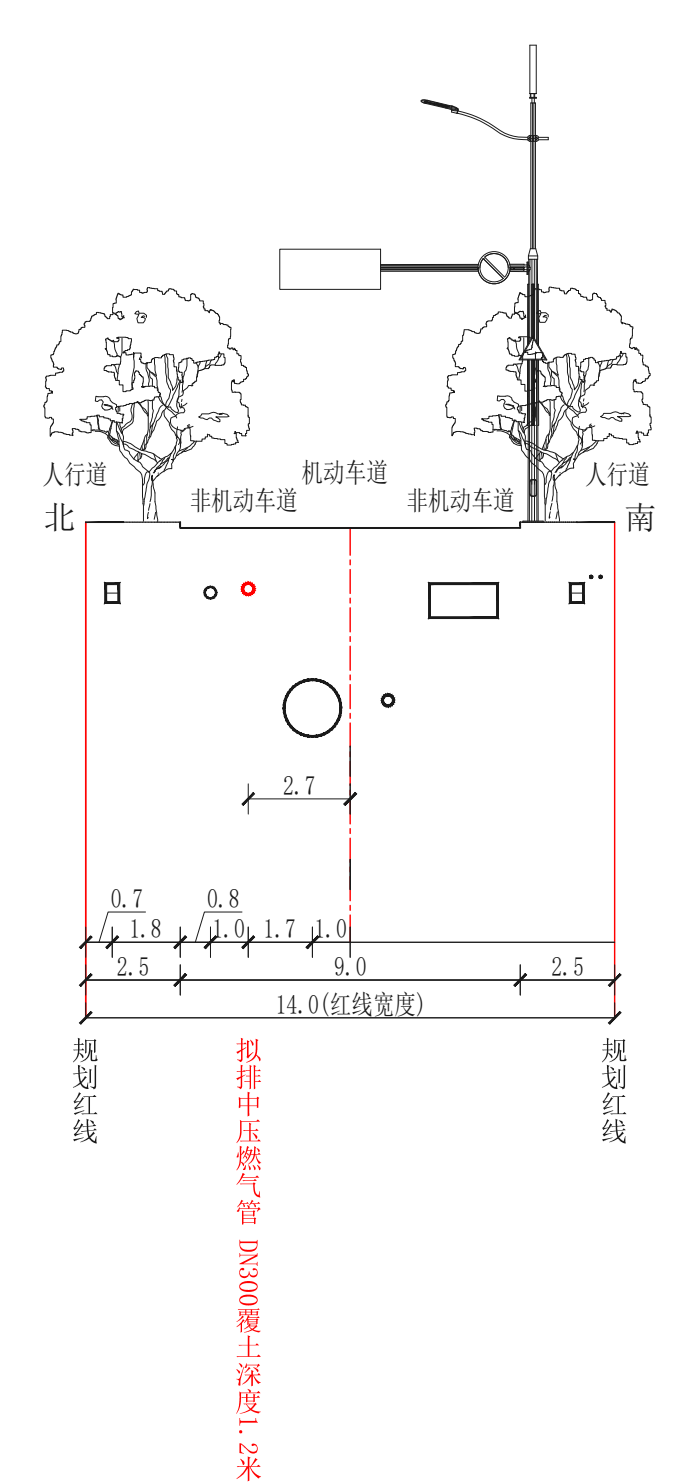 机动车道
人行道
人行道
非机动车道
非机动车道
北
南
2.7
0.7
0.8
1.8
1.0
1.7
1.0
2.5
9.0
2.5
14.0(红线宽度)
规划红线
拟排中压燃气管 DN300覆土深度1.2米
规划红线